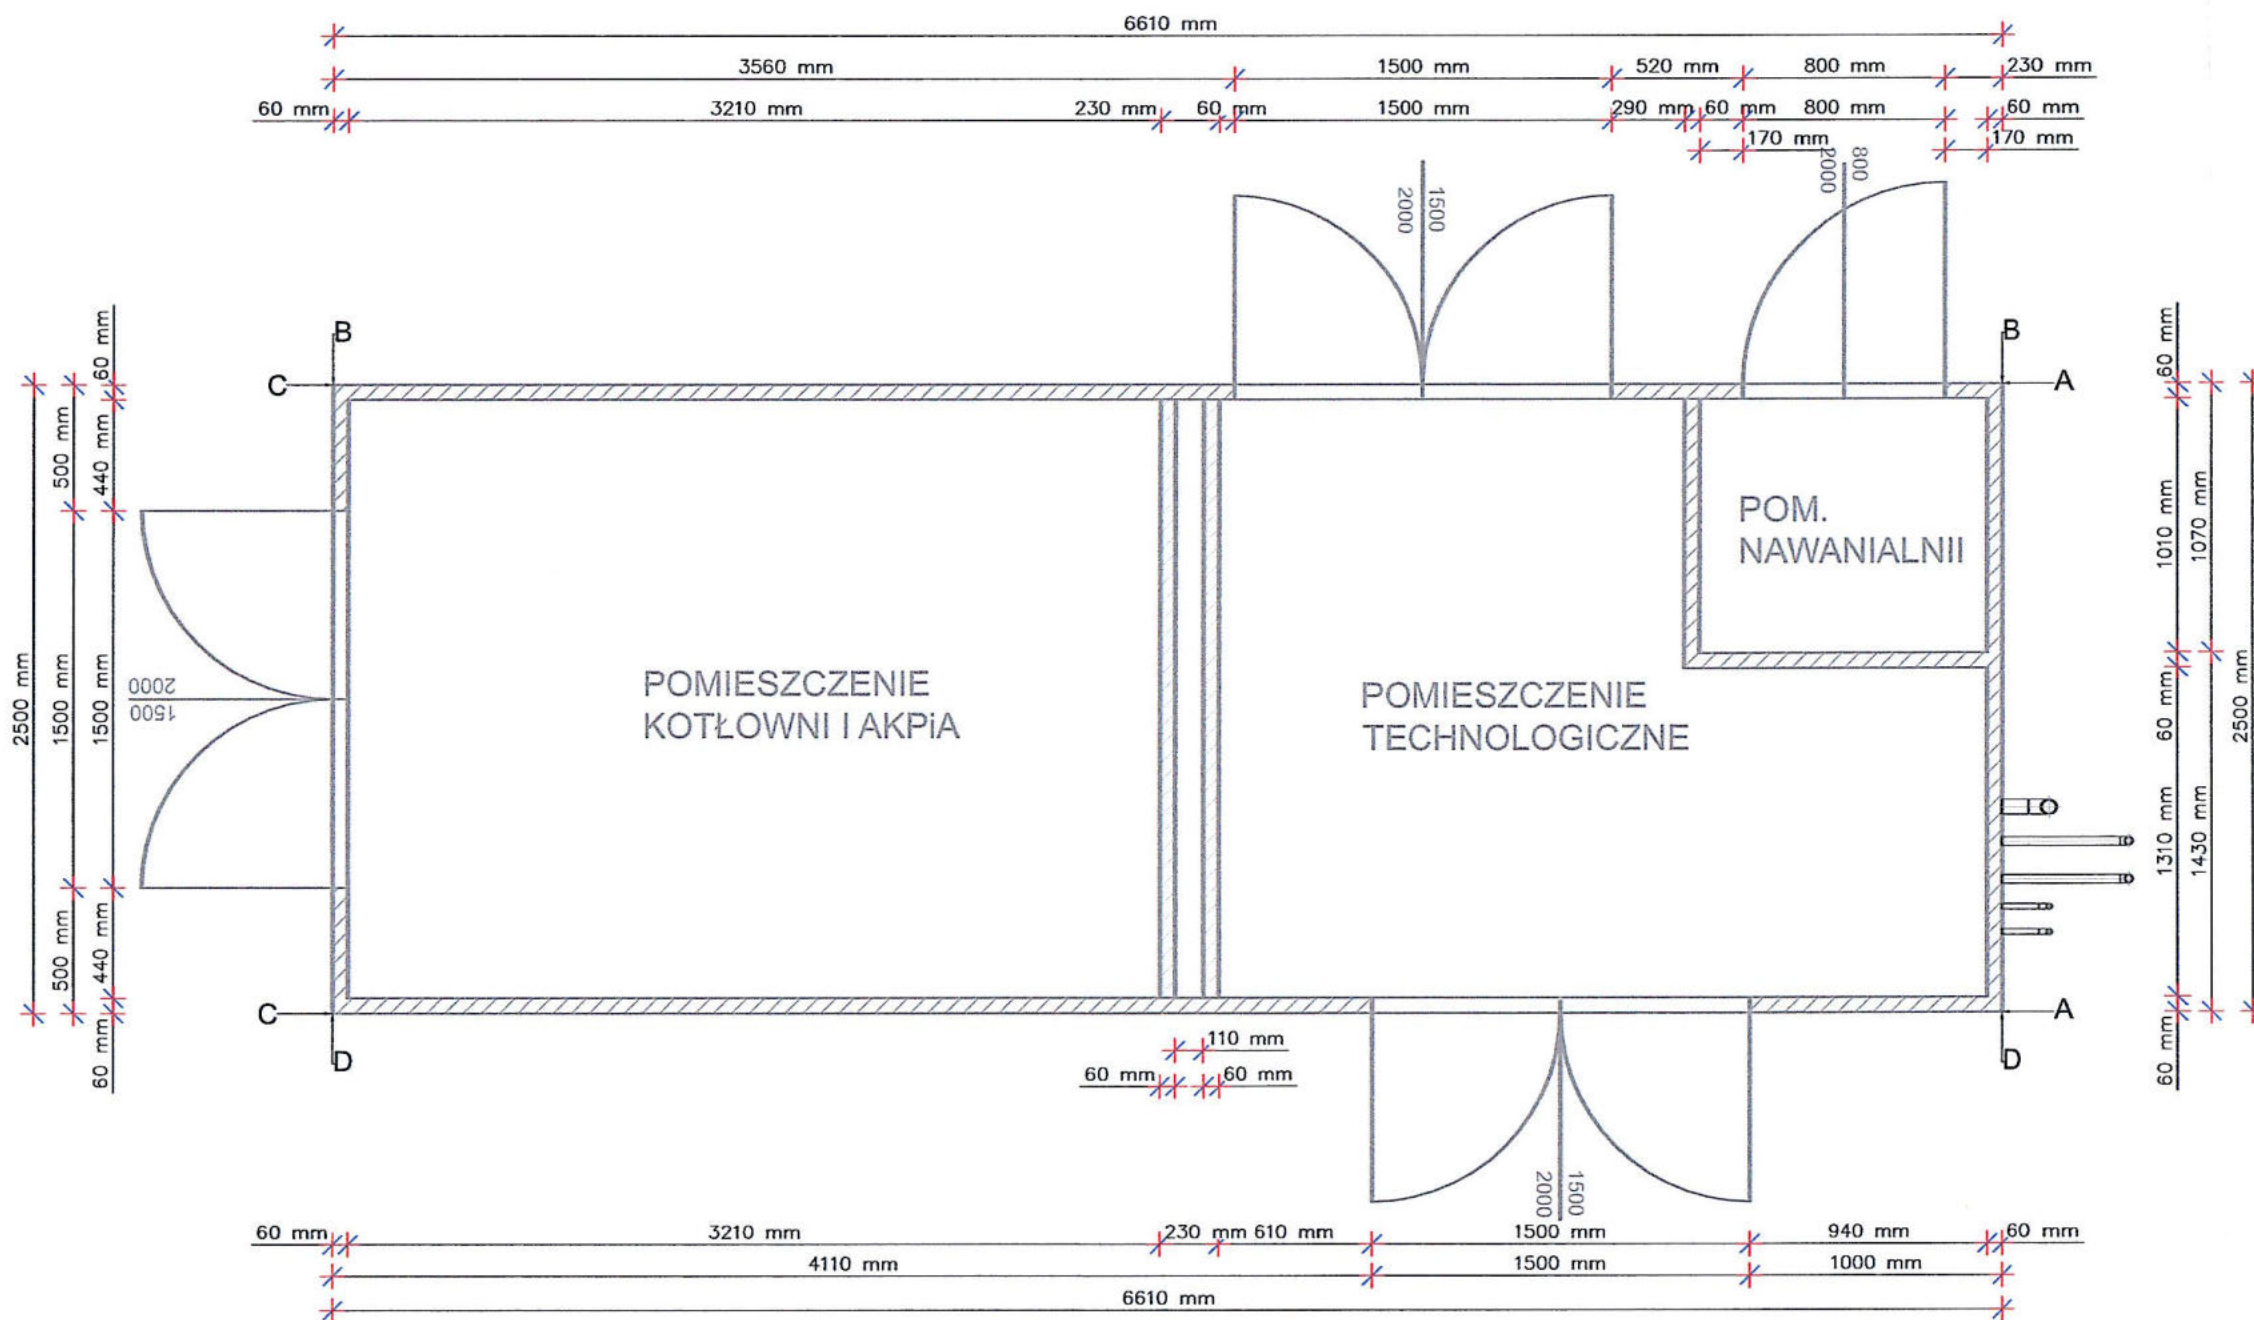 6610 mm
3560 mm 1500 mm 520 mm 800 mm 230 mm
60 mm 3210 mm 230 mm 60 mm 1500 mm 290 mm 60 mm 800 mm 60 mm
170 mm 170 mm
1500
2000
800
2000
B B
C A
60 mm
500 mm
440 mm
2500 mm
1500 mm
1500 mm
500 mm
440 mm
60 mm
1500
2000
POMIESZCZENIE
KOTŁOWNI I AKPiA
POMIESZCZENIE
TECHNOLOGICZNE
POM.
NAWANIALNII
60 mm
1010 mm
1070 mm
60 mm
2500 mm
1310 mm
1430 mm
60 mm
C A
D D
110 mm
60 mm 60 mm
1500
2000
60 mm 3210 mm 230 mm 610 mm 1500 mm 940 mm 60 mm
4110 mm 1500 mm 1000 mm
6610 mm